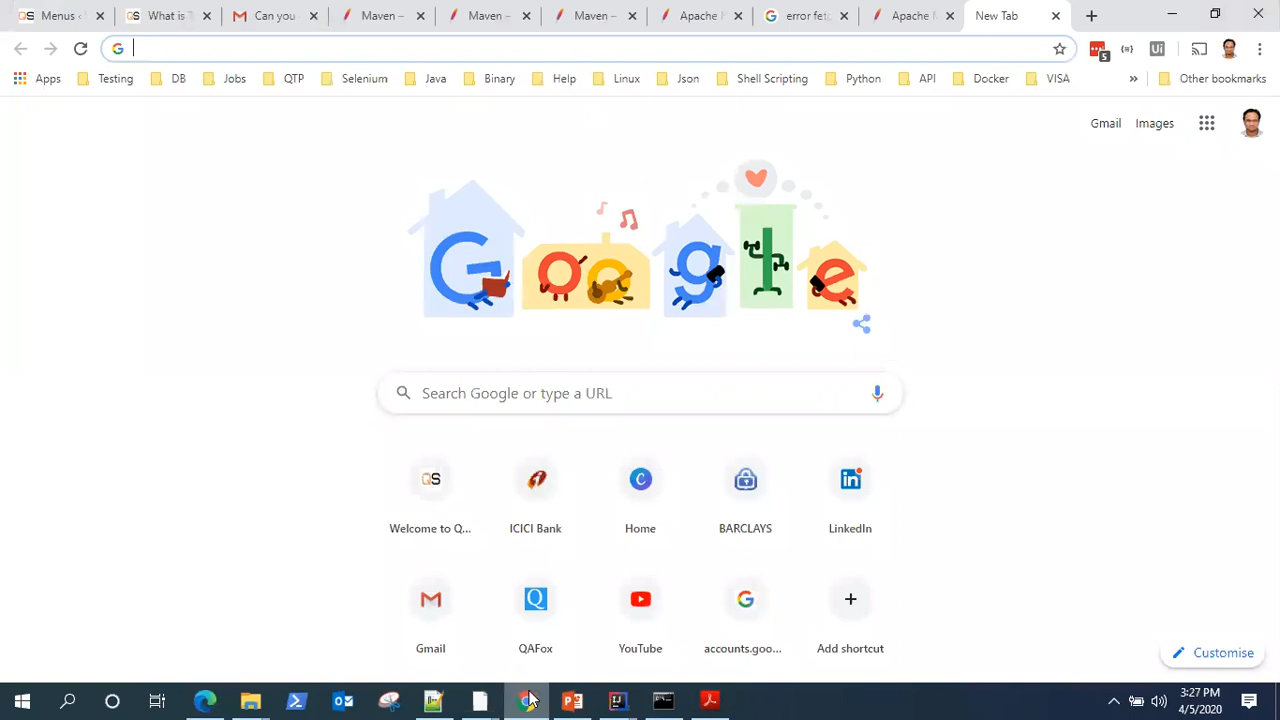 Menus ‹
What is T
Can you
Maven –
Maven –
Maven –
Apache
error fetc
Apache M
New Tab
Apps
Testing
DB
Jobs
QTP
Selenium
Java
Binary
Help
Linux
Json
Shell Scripting
Python
API
Docker
VISA
»
Other bookmarks
Gmail
Images
Google
Search Google or type a URL
Welcome to Q...
ICICI Bank
Home
BARCLAYS
LinkedIn
Gmail
QAFox
YouTube
accounts.goo...
Add shortcut
Customise
3:27 PM
4/5/2020